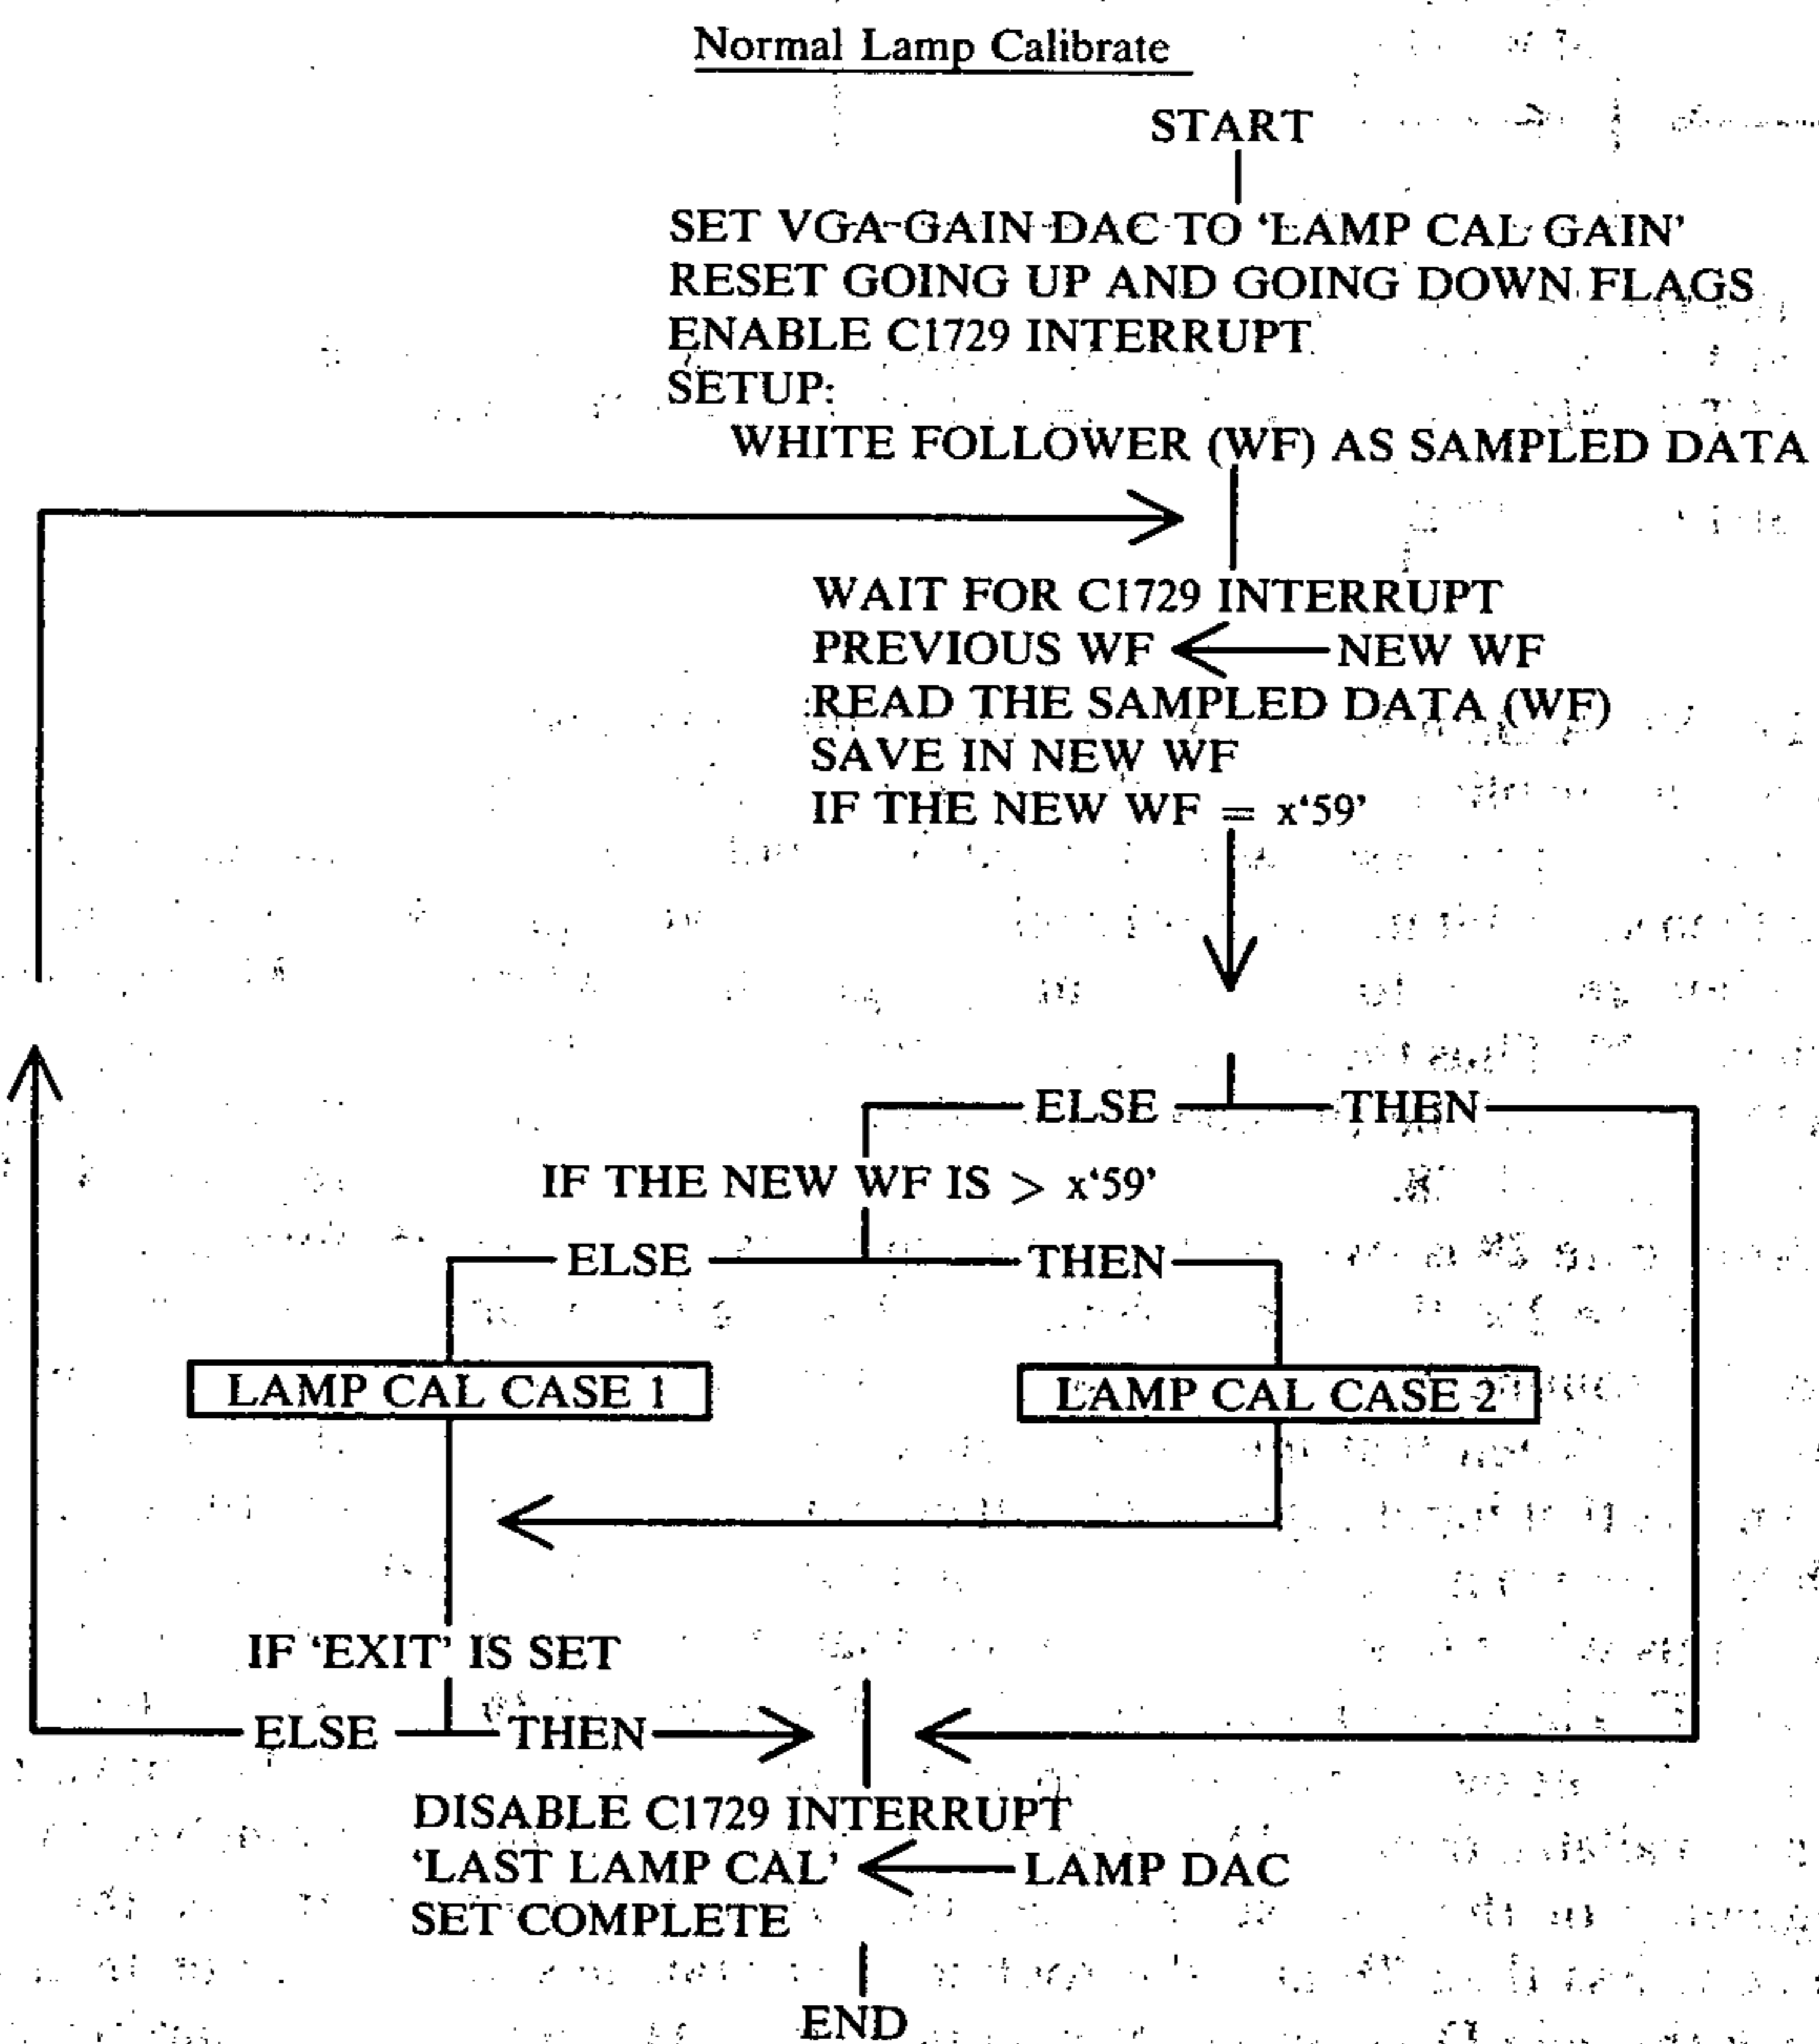 Normal Lamp Calibrate
START
SET VGA-GAIN DAC TO ‘LAMP CAL GAIN’
RESET GOING UP AND GOING DOWN FLAGS
ENABLE C1729 INTERRUPT
SETUP:
WHITE FOLLOWER (WF) AS SAMPLED DATA
WAIT FOR C1729 INTERRUPT
PREVIOUS WF NEW WF
READ THE SAMPLED DATA (WF)
SAVE IN NEW WF
IF THE NEW WF = x‘59’
ELSE THEN
IF THE NEW WF IS > x‘59’
ELSE THEN
LAMP CAL CASE 1 LAMP CAL CASE 2
IF ‘EXIT’ IS SET
ELSE THEN
DISABLE C1729 INTERRUPT
‘LAST LAMP CAL’ LAMP DAC
SET COMPLETE
END